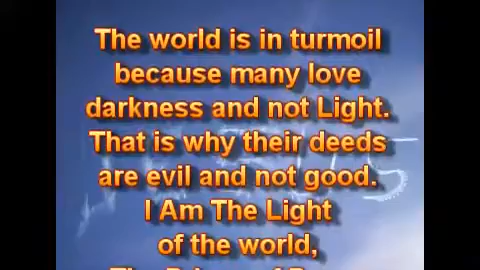 The world is in turmoil
because many love
darkness and not Light.
That is why their deeds
are evil and not good.
I Am The Light
of the world,